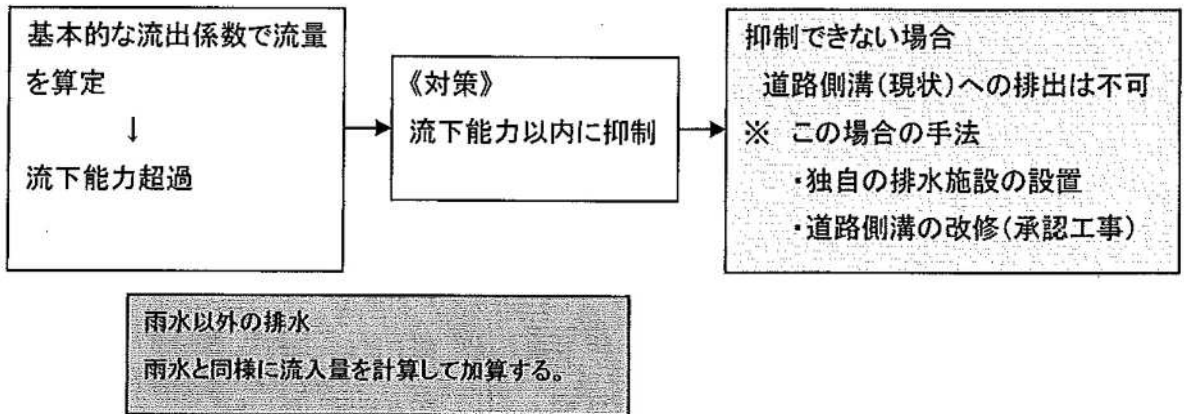 基本的な流出係数で流量
を算定
↓
流下能力超過
《対策》
流下能力以内に抑制
抑制できない場合
道路側溝(現状)への排出は不可
※ この場合の手法
・独自の排水施設の設置
・道路側溝の改修(承認工事)
雨水以外の排水
雨水と同様に流入量を計算して加算する。